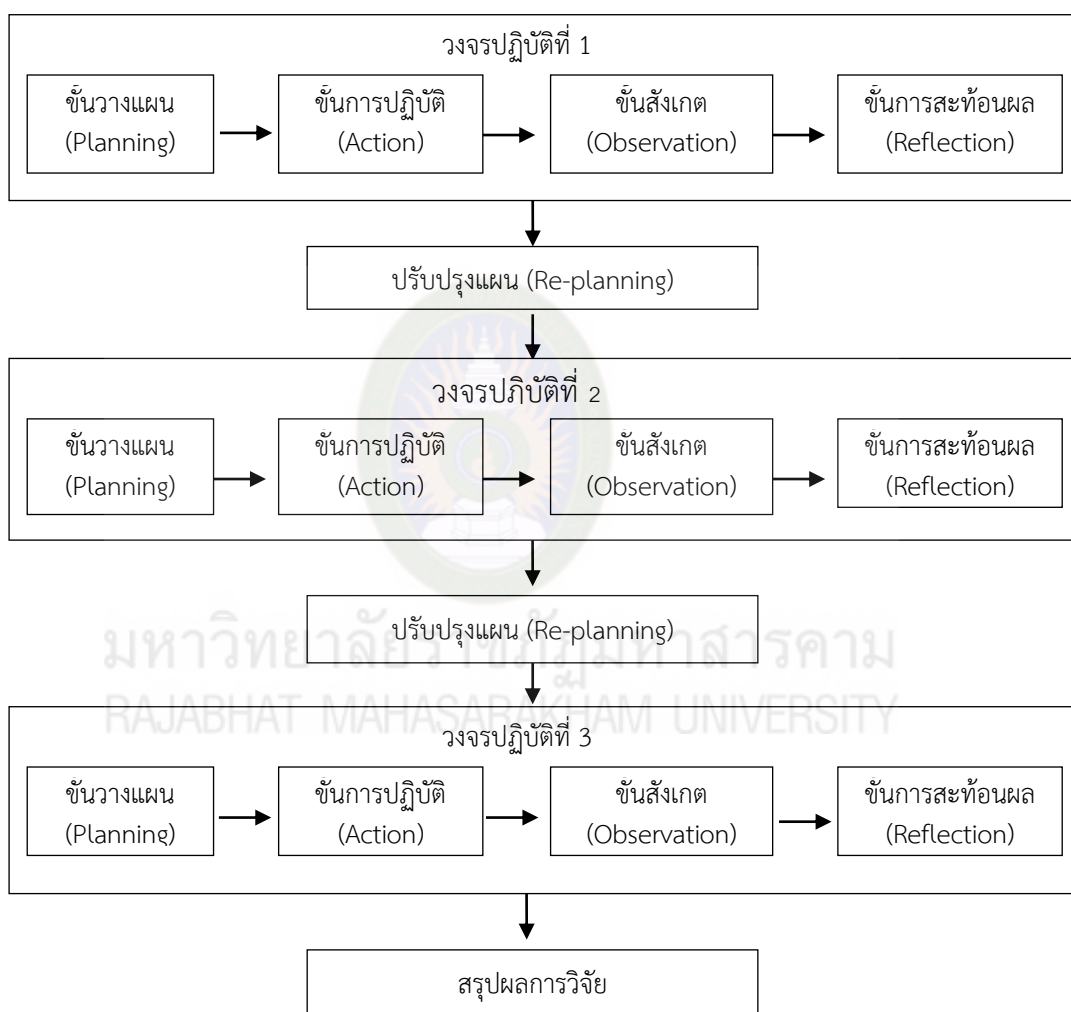 วงจรปฏิบัติที่ 1
ขั้นวางแผน
(Planning)
ขั้นการปฏิบัติ
(Action)
ขั้นสังเกต
(Observation)
ขั้นการสะท้อนผล
(Reflection)
ปรับปรุงแผน (Re-planning)
วงจรปฏิบัติที่ 2
ขั้นวางแผน
(Planning)
ขั้นการปฏิบัติ
(Action)
ขั้นสังเกต
(Observation)
ขั้นการสะท้อนผล
(Reflection)
ปรับปรุงแผน (Re-planning)
มหาวิทยาลัยราชภัฏมหาสารคาม
RAJABHAT MAHASARAKHAM UNIVERSITY
วงจรปฏิบัติที่ 3
ขั้นวางแผน
(Planning)
ขั้นการปฏิบัติ
(Action)
ขั้นสังเกต
(Observation)
ขั้นการสะท้อนผล
(Reflection)
สรุปผลการวิจัย